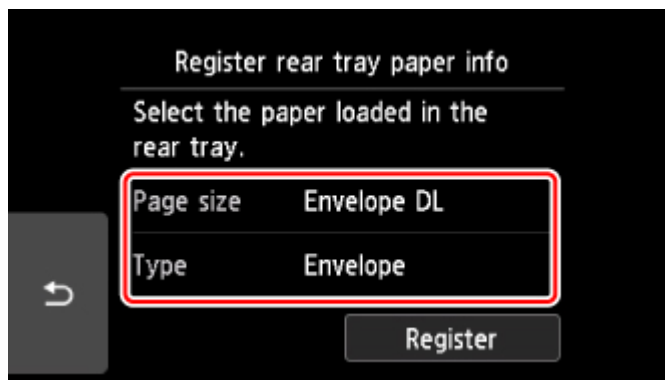 Register rear tray paper info
Select the paper loaded in the
rear tray.
Page size Envelope DL
Type Envelope
Register